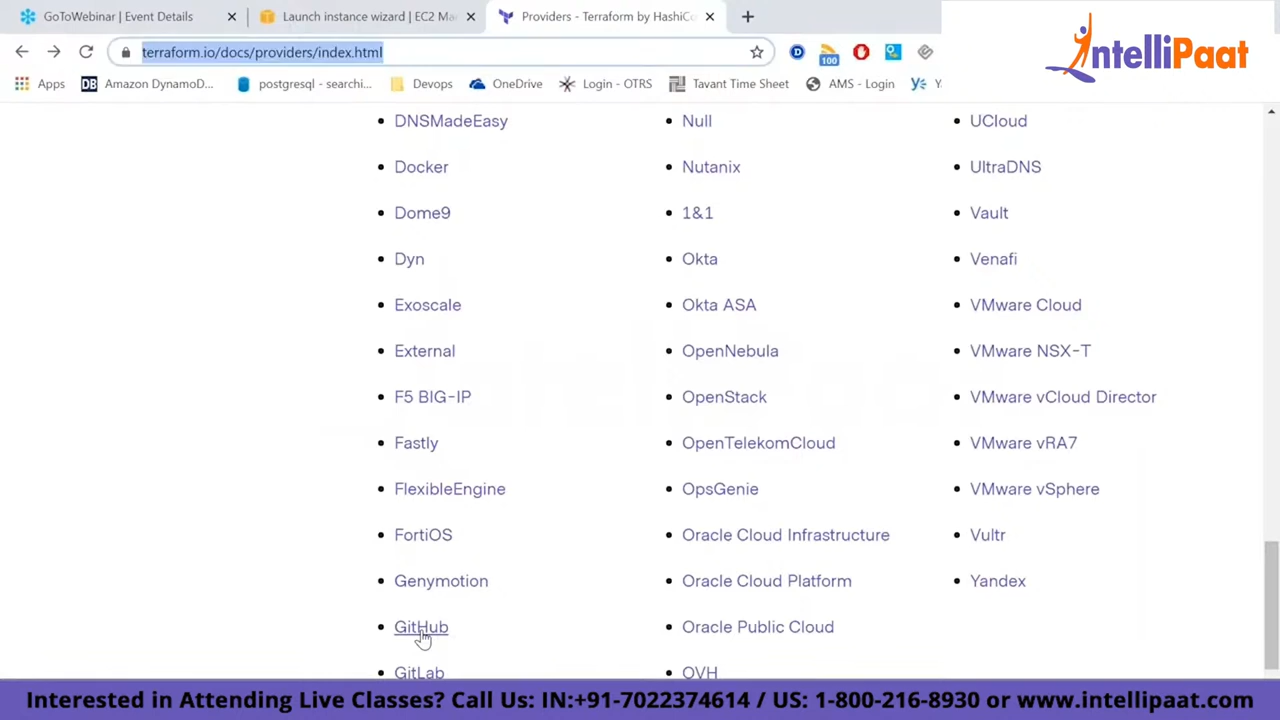 GoToWebinar | Event Details
Launch instance wizard | EC2 Ma
Providers - Terraform by HashiCo
IntelliPaat
terraform.io/docs/providers/index.html
100
Apps
DB Amazon DynamoD...
postgresql - searchi...
Devops
OneDrive
Login - OTRS
Tavant Time Sheet
AMS - Login
Y
DNSMadeEasy
Docker
Dome9
Dyn
Exoscale
External
F5 BIG-IP
Fastly
FlexibleEngine
FortiOS
Genymotion
GitHub
GitLab
Null
Nutanix
1&1
Okta
Okta ASA
OpenNebula
OpenStack
OpenTelekomCloud
OpsGenie
Oracle Cloud Infrastructure
Oracle Cloud Platform
Oracle Public Cloud
OVH
UCloud
UltraDNS
Vault
Venafi
VMware Cloud
VMware NSX-T
VMware vCloud Director
VMware vRA7
VMware vSphere
Vultr
Yandex
Interested in Attending Live Classes? Call Us: IN:+91-7022374614 / US: 1-800-216-8930 or www.intellipaat.com